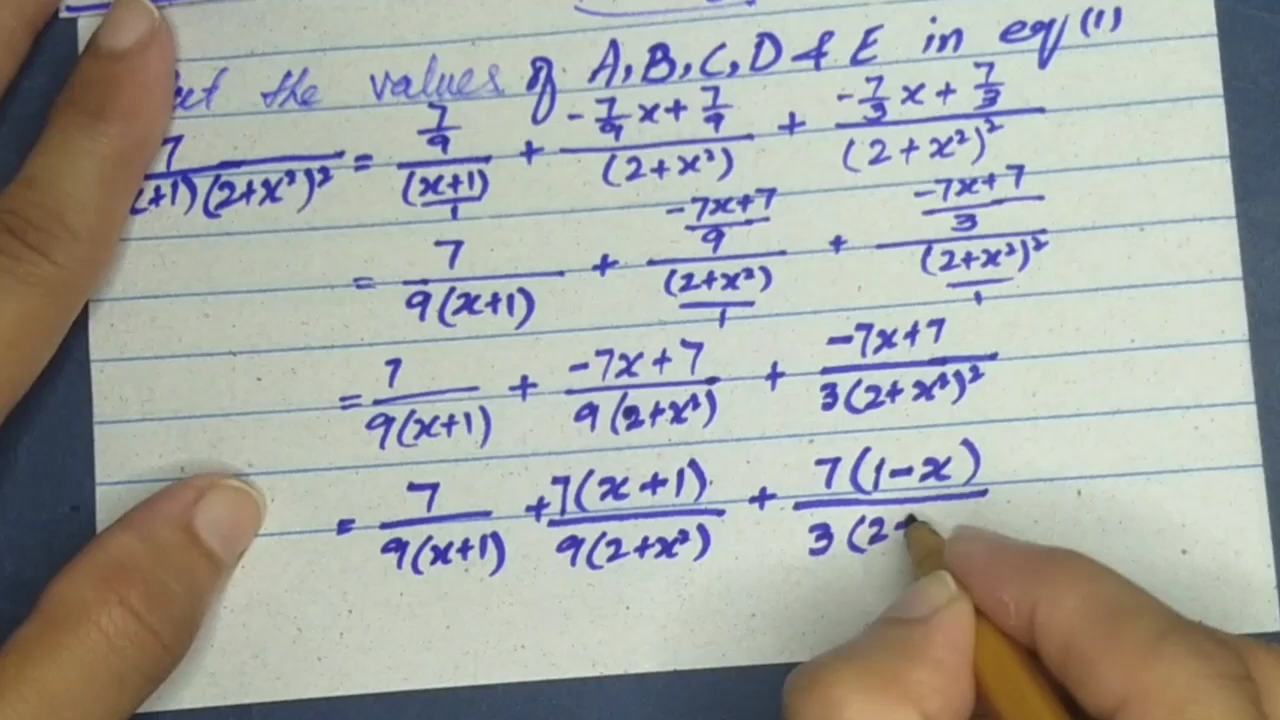 the values of A, B, C, D & E in eq (1)
7/(+1)(2+x²)² = 7/9/(x+1)/1 + -7/9 x + 7/9/(2+x²) + -7/3 x + 7/3/(2+x²)²
= 7/9(x+1) + -7x+7/9/(2+x²)/1 + -7x+7/3/(2+x²)²/1
= 7/9(x+1) + -7x+7/9(2+x²) + -7x+7/3(2+x²)²
= 7/9(x+1) + 7(x+1)/9(2+x²) + 7(1-x)/3(2+